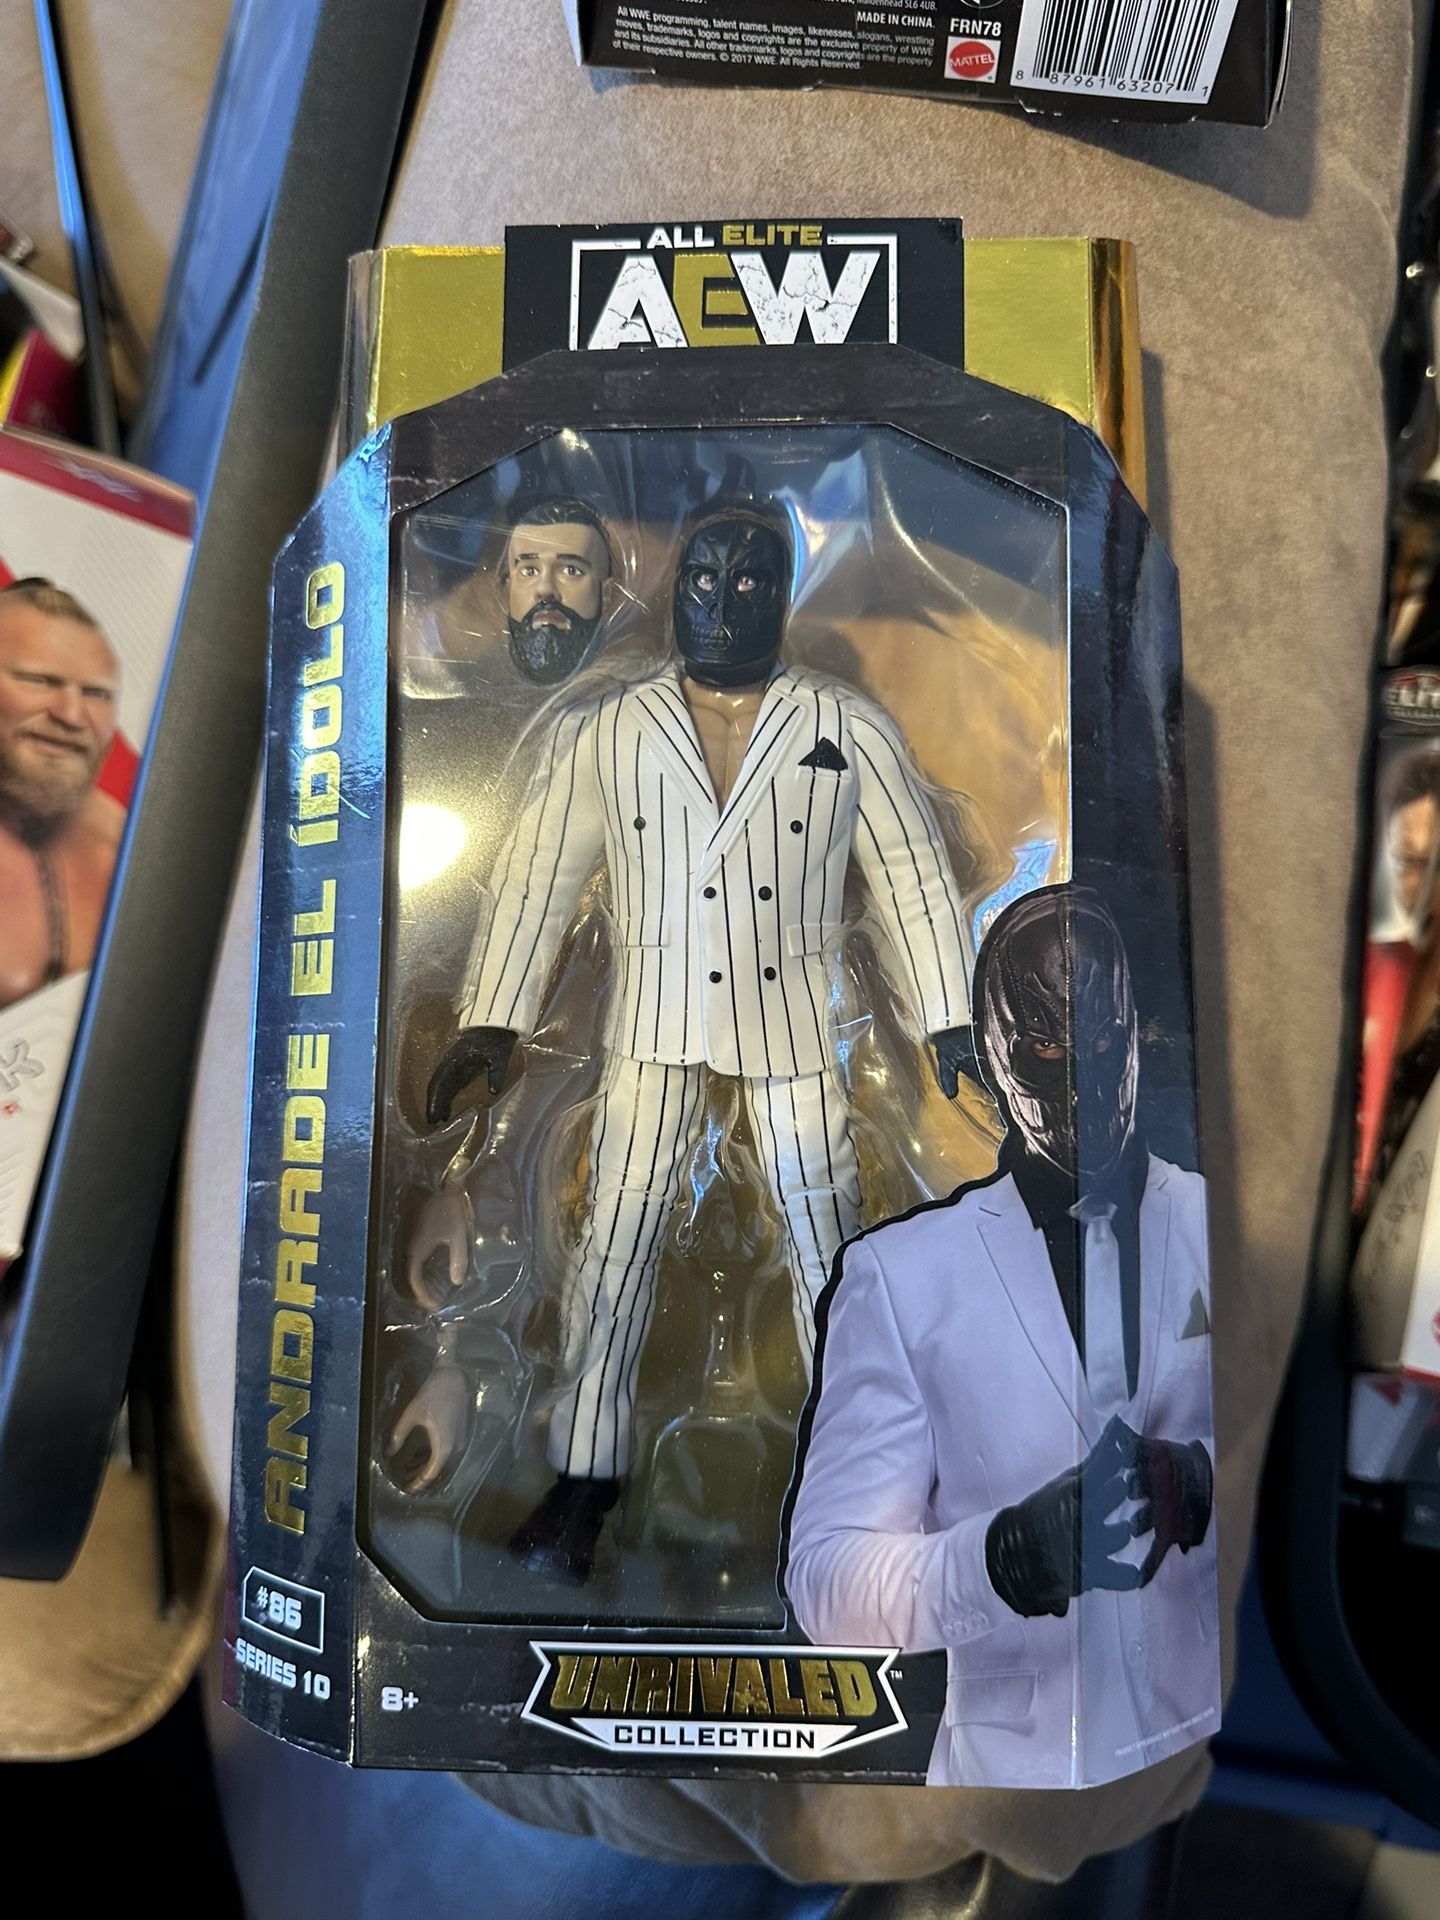 MADE IN CHINA.
FRN78
All WWE programming, talent names, images, likenesses, slogans, wrestling
moves, trademarks, logos and copyrights are the exclusive property of WWE
and its subsidiaries. All other trademarks, logos and copyrights are the property
of their respective owners. © 2017 WWE. All Rights Reserved.
MATTEL
8 87961 63207 1
ALL ELITE
AEW
ANDRADE EL ÍDOLO
#86
SERIES 10
8+
UNRIVALED™
COLLECTION